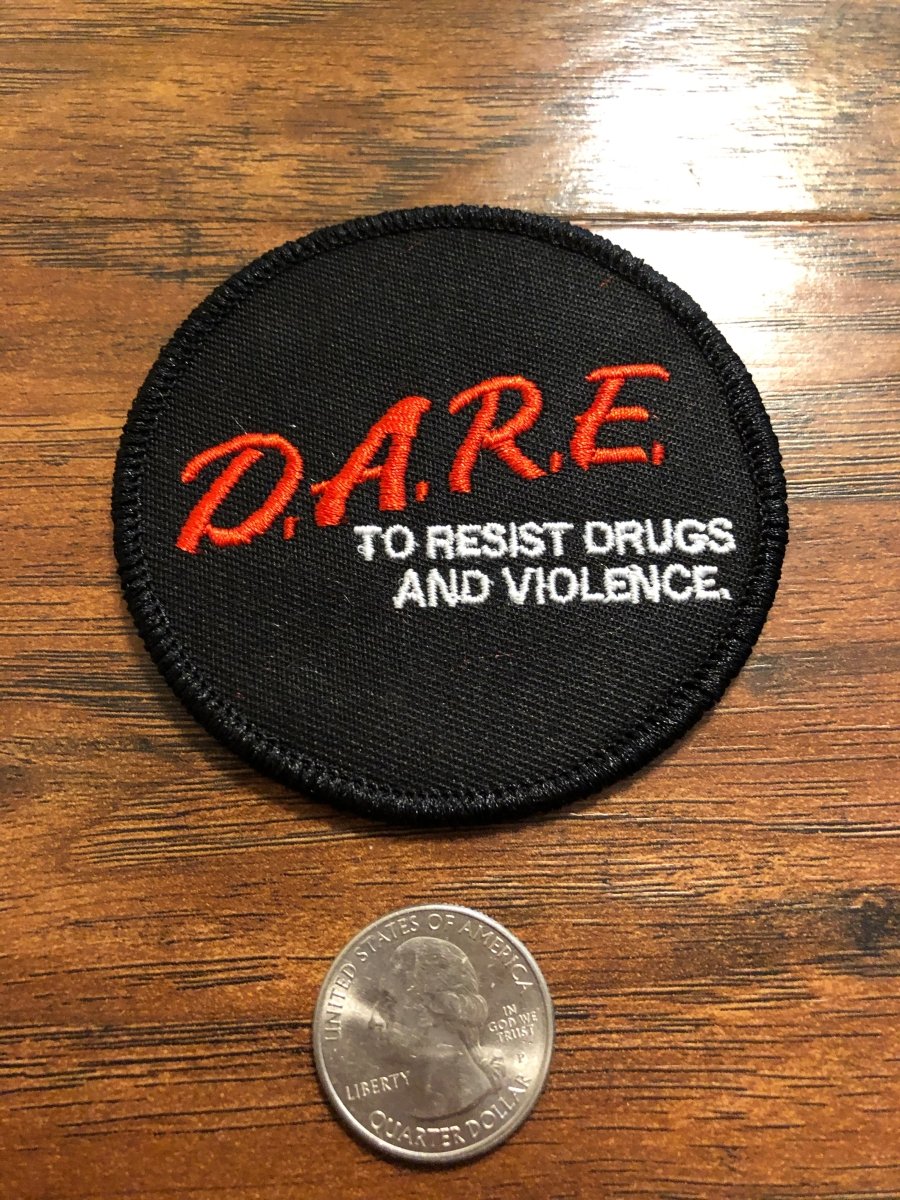 D.A.R.E.
TO RESIST DRUGS
AND VIOLENCE.
UNITED STATES OF AMERICA
IN
GOD WE
TRUST
P
LIBERTY
QUARTER DOLLAR